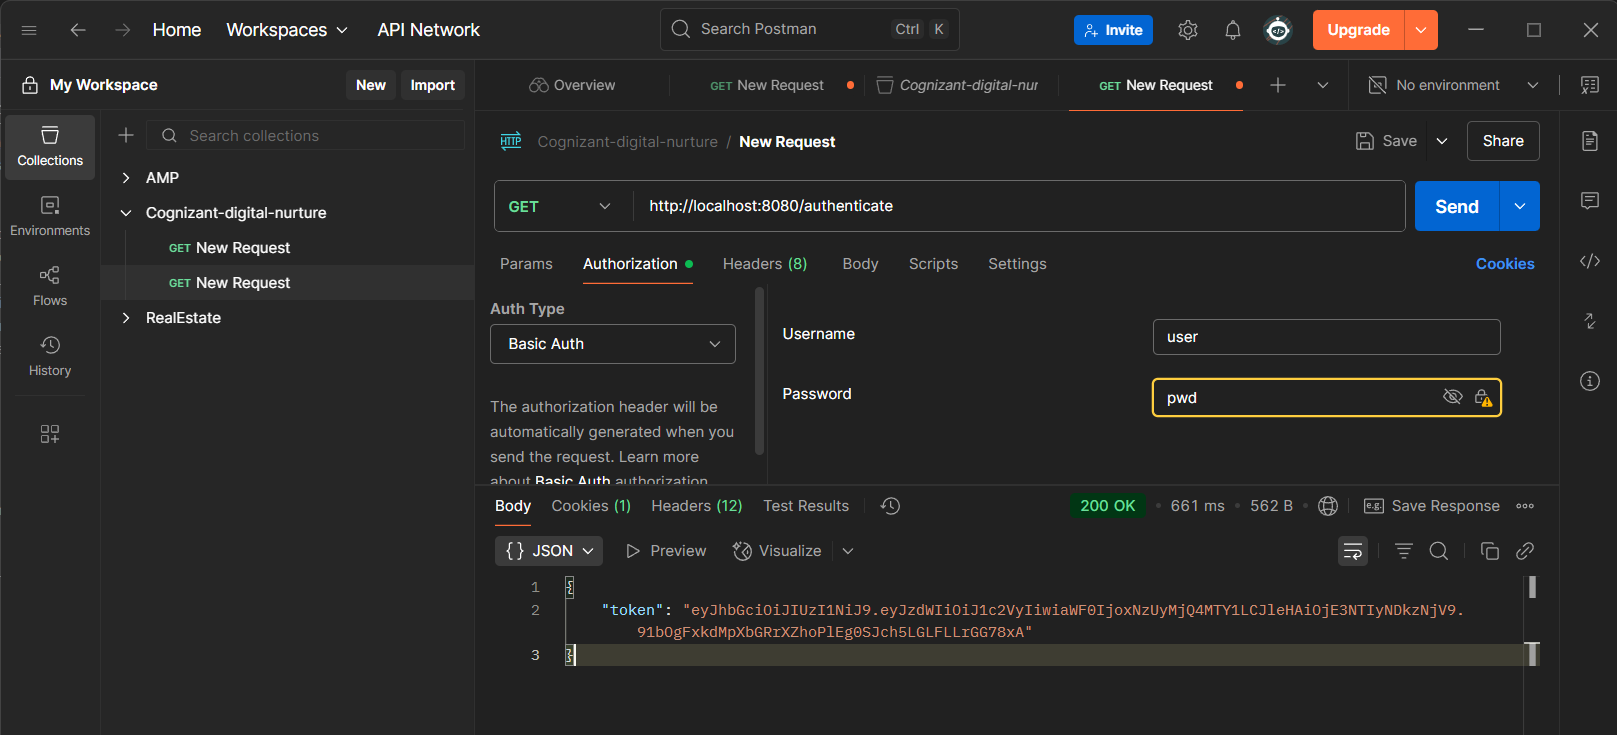 Home Workspaces API Network Search Postman Ctrl K Invite Upgrade
My Workspace New Import
Overview GET New Request Cognizant-digital-nur GET New Request No environment
Collections
Environments
Flows
History
Search collections
AMP
Cognizant-digital-nurture
GET New Request
GET New Request
RealEstate
HTTP Cognizant-digital-nurture / New Request Save Share
GET http://localhost:8080/authenticate Send
Params Authorization Headers (8) Body Scripts Settings Cookies
Auth Type
Basic Auth
The authorization header will be
automatically generated when you
send the request. Learn more
about Basic Auth authorization
Username user
Password pwd
Body Cookies (1) Headers (12) Test Results 200 OK 661 ms 562 B e.g. Save Response
{} JSON Preview Visualize
1 {
2 "token": "eyJhbGciOiJIUzI1NiJ9.eyJzdWIiOiJ1c2VyIiwiaWF0IjoxNzUyMjQ4MTY1LCJleHAiOjE3NTIyNDkzNjV9.
91bOgFxkdMpXbGRrXZhoPlEg0SJch5LGLFLLrGG78xA"
3 }